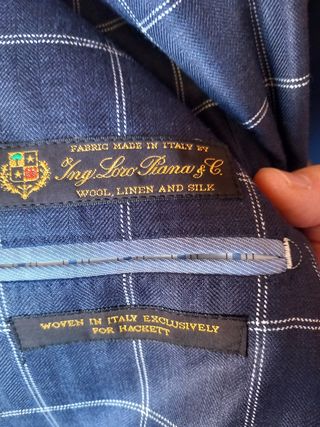 FABRIC MADE IN ITALY BY
Ing. Loro Piana & C.
WOOL, LINEN AND SILK
WOVEN IN ITALY EXCLUSIVELY
FOR HACKETT